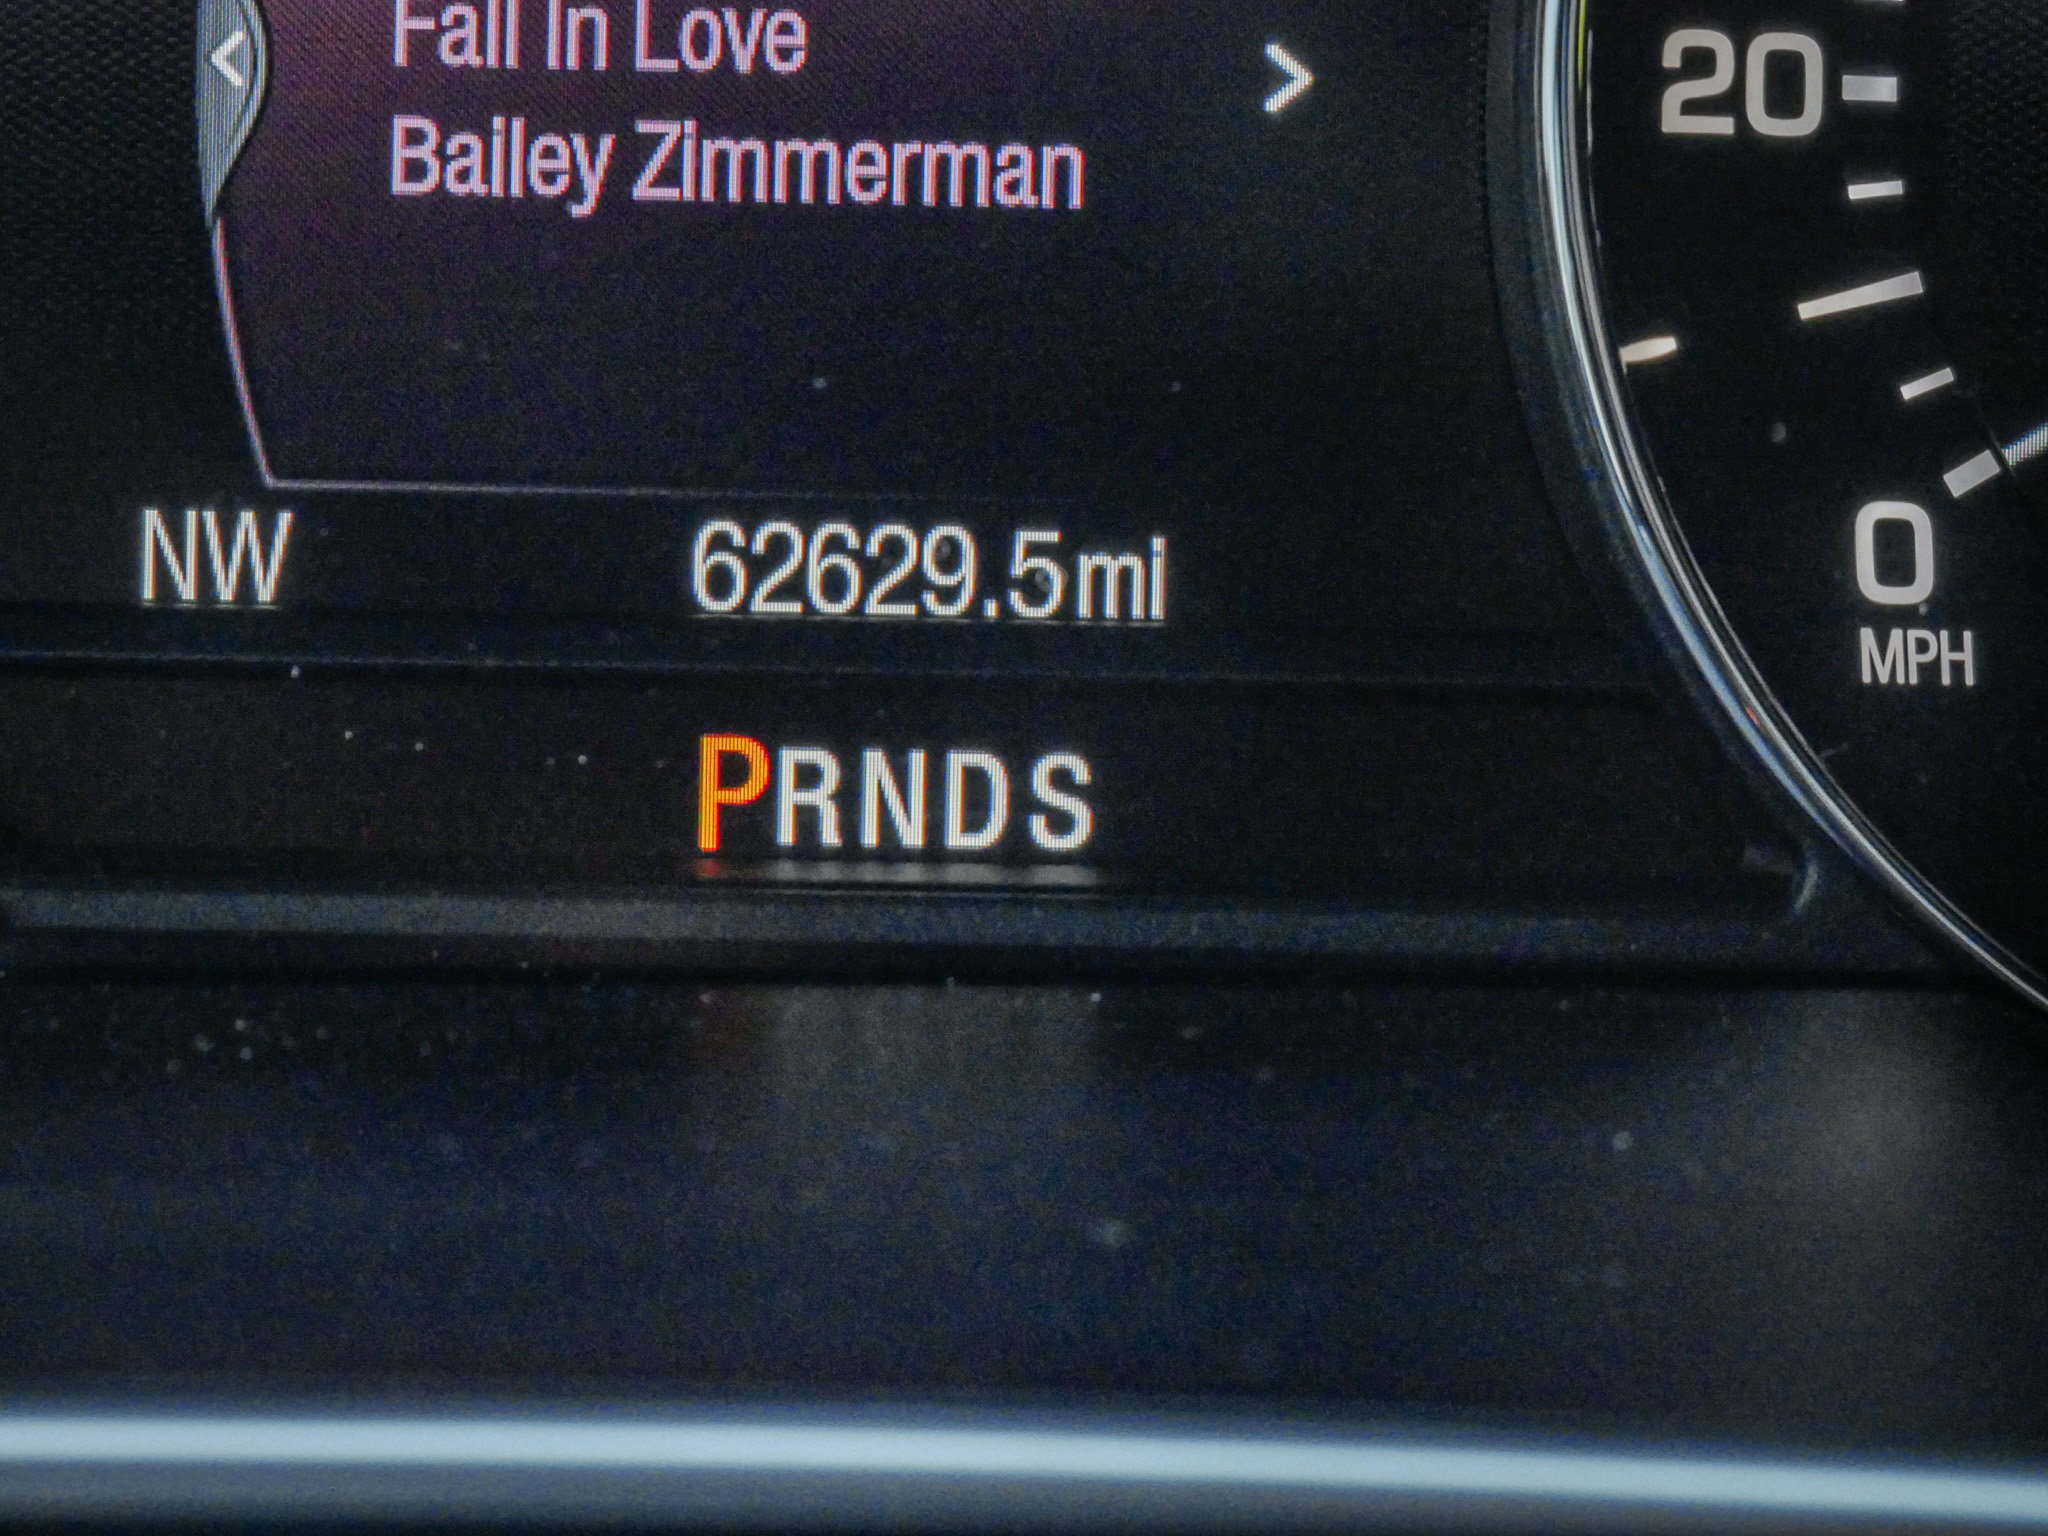 Fall In Love
Bailey Zimmerman
20
NW 62629.5mi
0
MPH
PRNDS